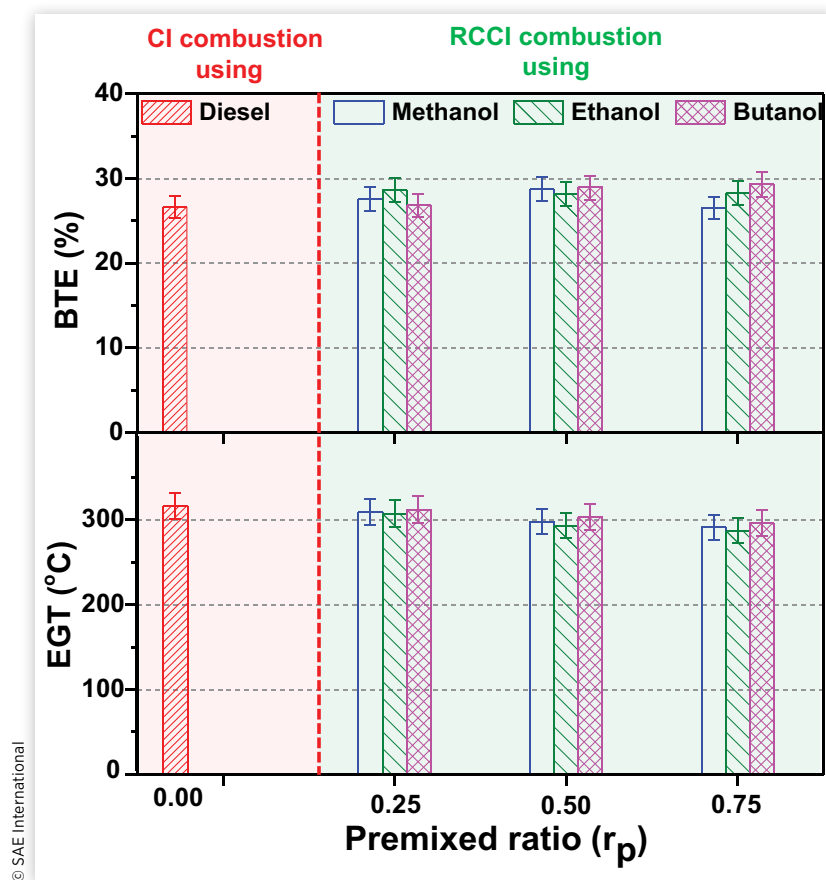 CI combustion
using
RCCI combustion
using
Diesel
Methanol
Ethanol
Butanol
40
30
20
10
0
BTE (%)
300
200
100
0
EGT (°C)
0.00
0.25
0.50
0.75
Premixed ratio (rp)
© SAE International